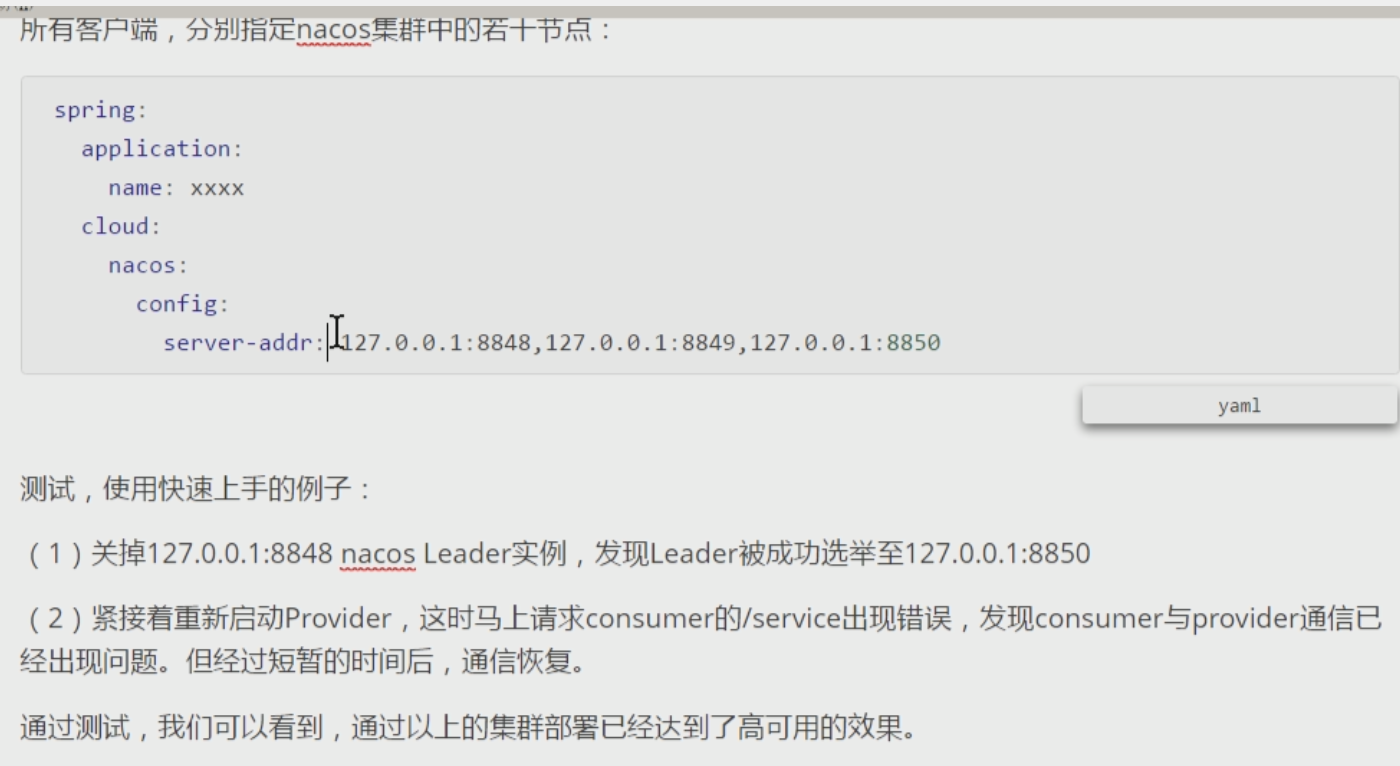 所有客户端，分别指定nacos集群中的若干节点：
spring:
  application:
    name: xxxx
  cloud:
    nacos:
      config:
        server-addr: 127.0.0.1:8848,127.0.0.1:8849,127.0.0.1:8850
yaml
测试，使用快速上手的例子：
（1）关掉127.0.0.1:8848 nacos Leader实例，发现Leader被成功选举至127.0.0.1:8850
（2）紧接着重新启动Provider，这时马上请求consumer的/service出现错误，发现consumer与provider通信已
经出现问题。但经过短暂的时间后，通信恢复。
通过测试，我们可以看到，通过以上的集群部署已经达到了高可用的效果。